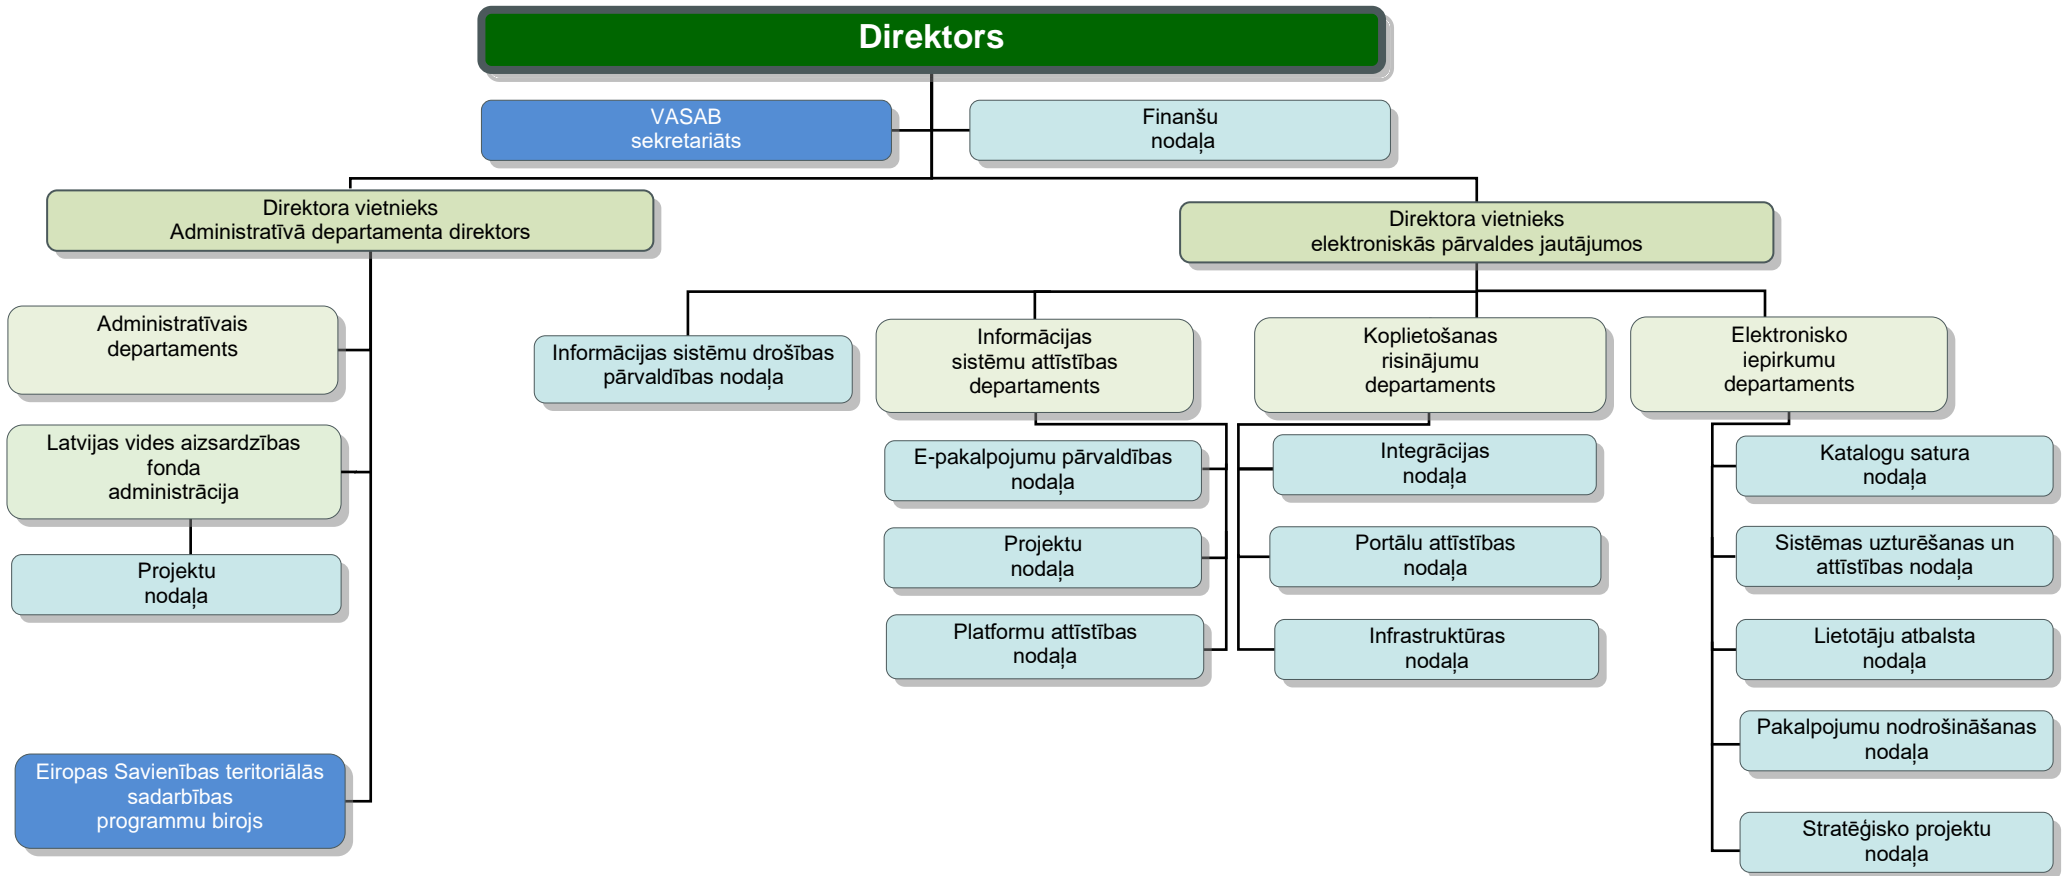 Direktors
VASAB
sekretariāts
Finanšu
nodaļa
Direktora vietnieks
Administratīvā departamenta direktors
Direktora vietnieks
elektroniskās pārvaldes jautājumos
Administratīvais
departaments
Latvijas vides aizsardzības
fonda
administrācija
Projektu
nodaļa
Eiropas Savienības teritoriālās
sadarbības
programmu birojs
Informācijas sistēmu drošības
pārvaldības nodaļa
Informācijas
sistēmu attīstības
departaments
E-pakalpojumu pārvaldības
nodaļa
Projektu
nodaļa
Platformu attīstības
nodaļa
Koplietošanas
risinājumu
departaments
Integrācijas
nodaļa
Portālu attīstības
nodaļa
Infrastruktūras
nodaļa
Elektronisko
iepirkumu
departaments
Katalogu satura
nodaļa
Sistēmas uzturēšanas un
attīstības nodaļa
Lietotāju atbalsta
nodaļa
Pakalpojumu nodrošināšanas
nodaļa
Stratēģisko projektu
nodaļa